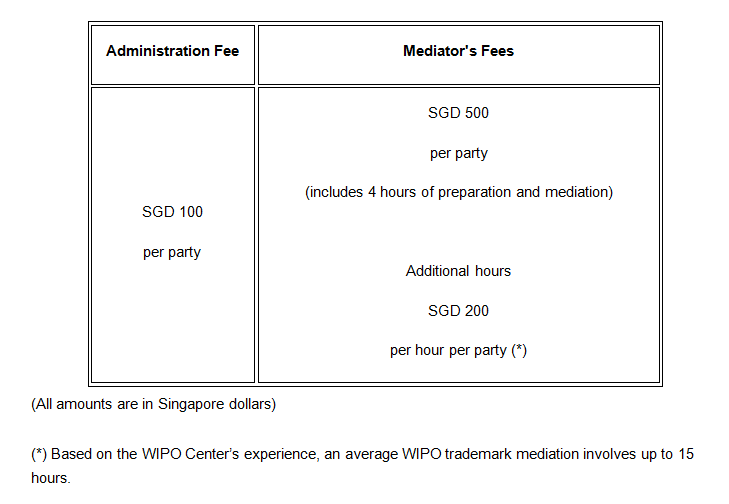 Administration Fee
Mediator's Fees
SGD 100
per party
SGD 500
per party
(includes 4 hours of preparation and mediation)
Additional hours
SGD 200
per hour per party (*)
(All amounts are in Singapore dollars)
(*) Based on the WIPO Center’s experience, an average WIPO trademark mediation involves up to 15
hours.